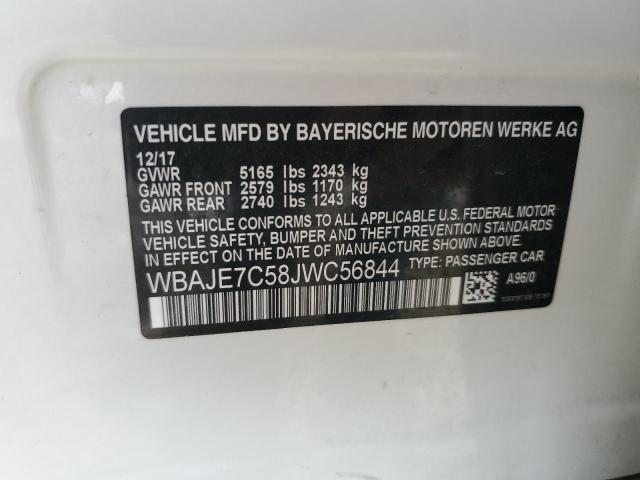 VEHICLE MFD BY BAYERISCHE MOTOREN WERKE AG
12/17
GVWR 5165 lbs 2343 kg
GAWR FRONT 2579 lbs 1170 kg
GAWR REAR 2740 lbs 1243 kg
THIS VEHICLE CONFORMS TO ALL APPLICABLE U.S. FEDERAL MOTOR
VEHICLE SAFETY, BUMPER AND THEFT PREVENTION STANDARDS
IN EFFECT ON THE DATE OF MANUFACTURE SHOWN ABOVE.
WBAJE7C58JWC56844 TYPE: PASSENGER CAR
A96/0